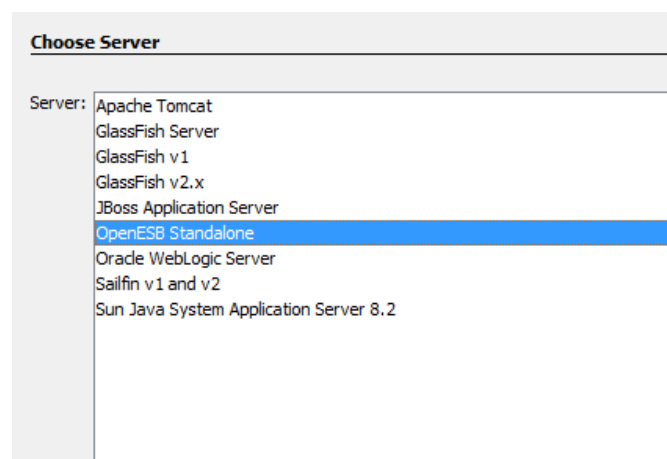 Choose Server
Server: Apache Tomcat
GlassFish Server
GlassFish v1
GlassFish v2.x
JBoss Application Server
OpenESB Standalone
Oracle WebLogic Server
Sailfin v1 and v2
Sun Java System Application Server 8.2